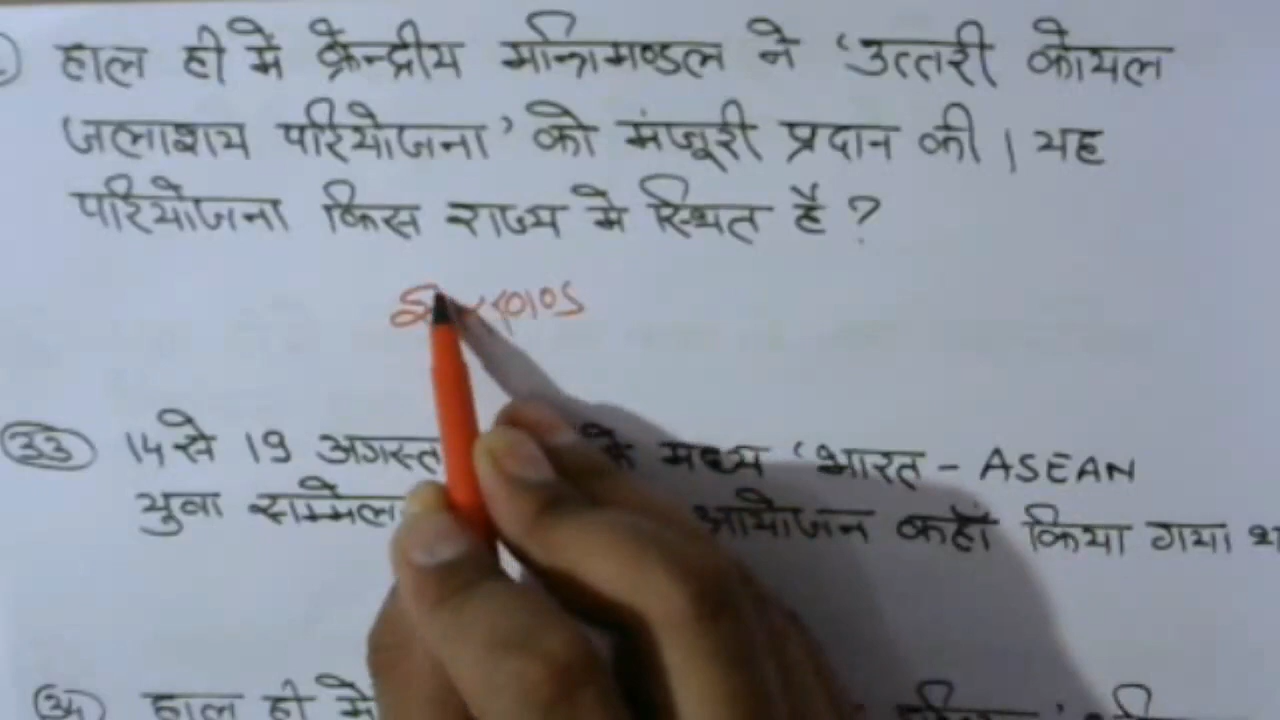 हाल ही मे केन्द्रीय मन्त्रिमण्डल ने ‘उत्तरी कोयल
जलाशय परियोजना’ को मंजूरी प्रदान की । यह
परियोजना किस राज्य मे स्थित है ?
33 14 से 19 अगस्त के मध्य ‘भारत - ASEAN
युवा सम्मेल आयोजन कहाँ किया गया
34 हाल ही मे